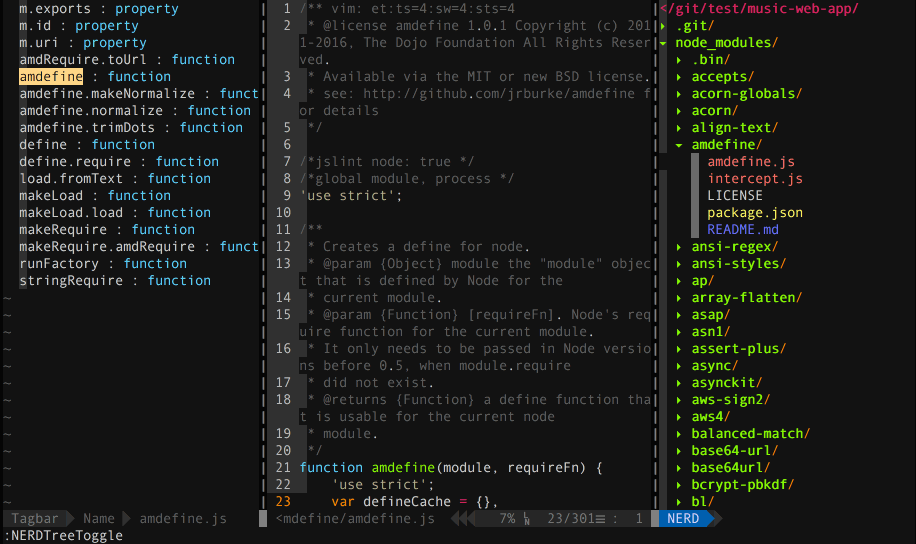 m.exports : property
m.id : property
m.uri : property
amdRequire.toUrl : function
amdefine : function
amdefine.makeNormalize : funct
amdefine.normalize : function
amdefine.trimDots : function
define : function
define.require : function
load.fromText : function
makeLoad : function
makeLoad.load : function
makeRequire : function
makeRequire.amdRequire : funct
runFactory : function
stringRequire : function
~
~
~
~
~
~
~
~
~
~
~
~
~
Tagbar Name amdefine.js
1 /** vim: et:ts=4:sw=4:sts=4
2  * @license amdefine 1.0.1 Copyright (c) 201
1-2016, The Dojo Foundation All Rights Reser
ved.
3  * Available via the MIT or new BSD license.
4  * see: http://github.com/jrburke/amdefine f
or details
5  */
6
7 /*jslint node: true */
8 /*global module, process */
9 'use strict';
10
11 /**
12  * Creates a define for node.
13  * @param {Object} module the "module" objec
t that is defined by Node for the
14  * current module.
15  * @param {Function} [requireFn]. Node's req
uire function for the current module.
16  * It only needs to be passed in Node versio
ns before 0.5, when module.require
17  * did not exist.
18  * @returns {Function} a define function tha
t is usable for the current node
19  * module.
20  */
21 function amdefine(module, requireFn) {
22     'use strict';
23     var defineCache = {},
<mdefine/amdefine.js 7% 23/301≡ : 1
</git/test/music-web-app/
▸ .git/
▾ node_modules/
▸ .bin/
▸ accepts/
▸ acorn-globals/
▸ acorn/
▸ align-text/
▾ amdefine/
amdefine.js
intercept.js
LICENSE
package.json
README.md
▸ ansi-regex/
▸ ansi-styles/
▸ ap/
▸ array-flatten/
▸ asap/
▸ asn1/
▸ assert-plus/
▸ async/
▸ asynckit/
▸ aws-sign2/
▸ aws4/
▸ balanced-match/
▸ base64-url/
▸ base64url/
▸ bcrypt-pbkdf/
▸ bl/
NERD
:NERDTreeToggle